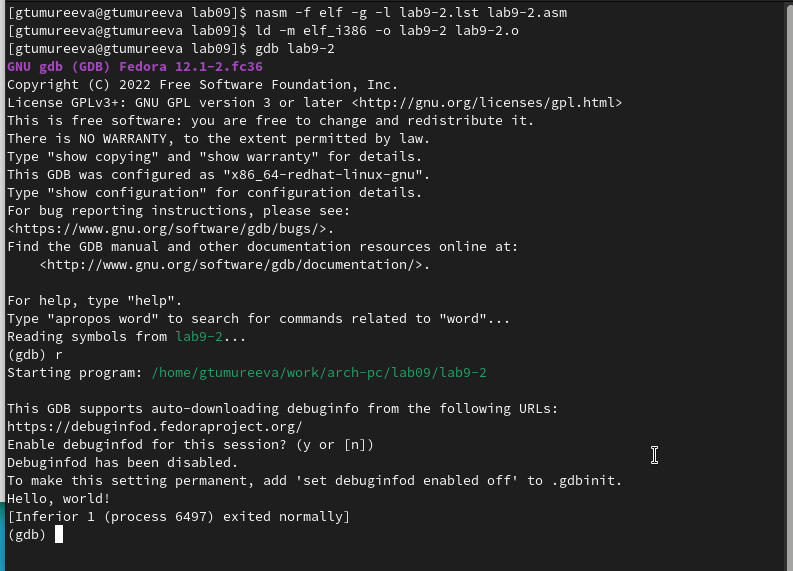 [gtumureeva@gtumureeva lab09]$ nasm -f elf -g -l lab9-2.lst lab9-2.asm
[gtumureeva@gtumureeva lab09]$ ld -m elf_i386 -o lab9-2 lab9-2.o
[gtumureeva@gtumureeva lab09]$ gdb lab9-2
GNU gdb (GDB) Fedora 12.1-2.fc36
Copyright (C) 2022 Free Software Foundation, Inc.
License GPLv3+: GNU GPL version 3 or later <http://gnu.org/licenses/gpl.html>
This is free software: you are free to change and redistribute it.
There is NO WARRANTY, to the extent permitted by law.
Type "show copying" and "show warranty" for details.
This GDB was configured as "x86_64-redhat-linux-gnu".
Type "show configuration" for configuration details.
For bug reporting instructions, please see:
<https://www.gnu.org/software/gdb/bugs/>.
Find the GDB manual and other documentation resources online at:
    <http://www.gnu.org/software/gdb/documentation/>.

For help, type "help".
Type "apropos word" to search for commands related to "word"...
Reading symbols from lab9-2...
(gdb) r
Starting program: /home/gtumureeva/work/arch-pc/lab09/lab9-2

This GDB supports auto-downloading debuginfo from the following URLs:
https://debuginfod.fedoraproject.org/
Enable debuginfod for this session? (y or [n])
Debuginfod has been disabled.
To make this setting permanent, add 'set debuginfod enabled off' to .gdbinit.
Hello, world!
[Inferior 1 (process 6497) exited normally]
(gdb)